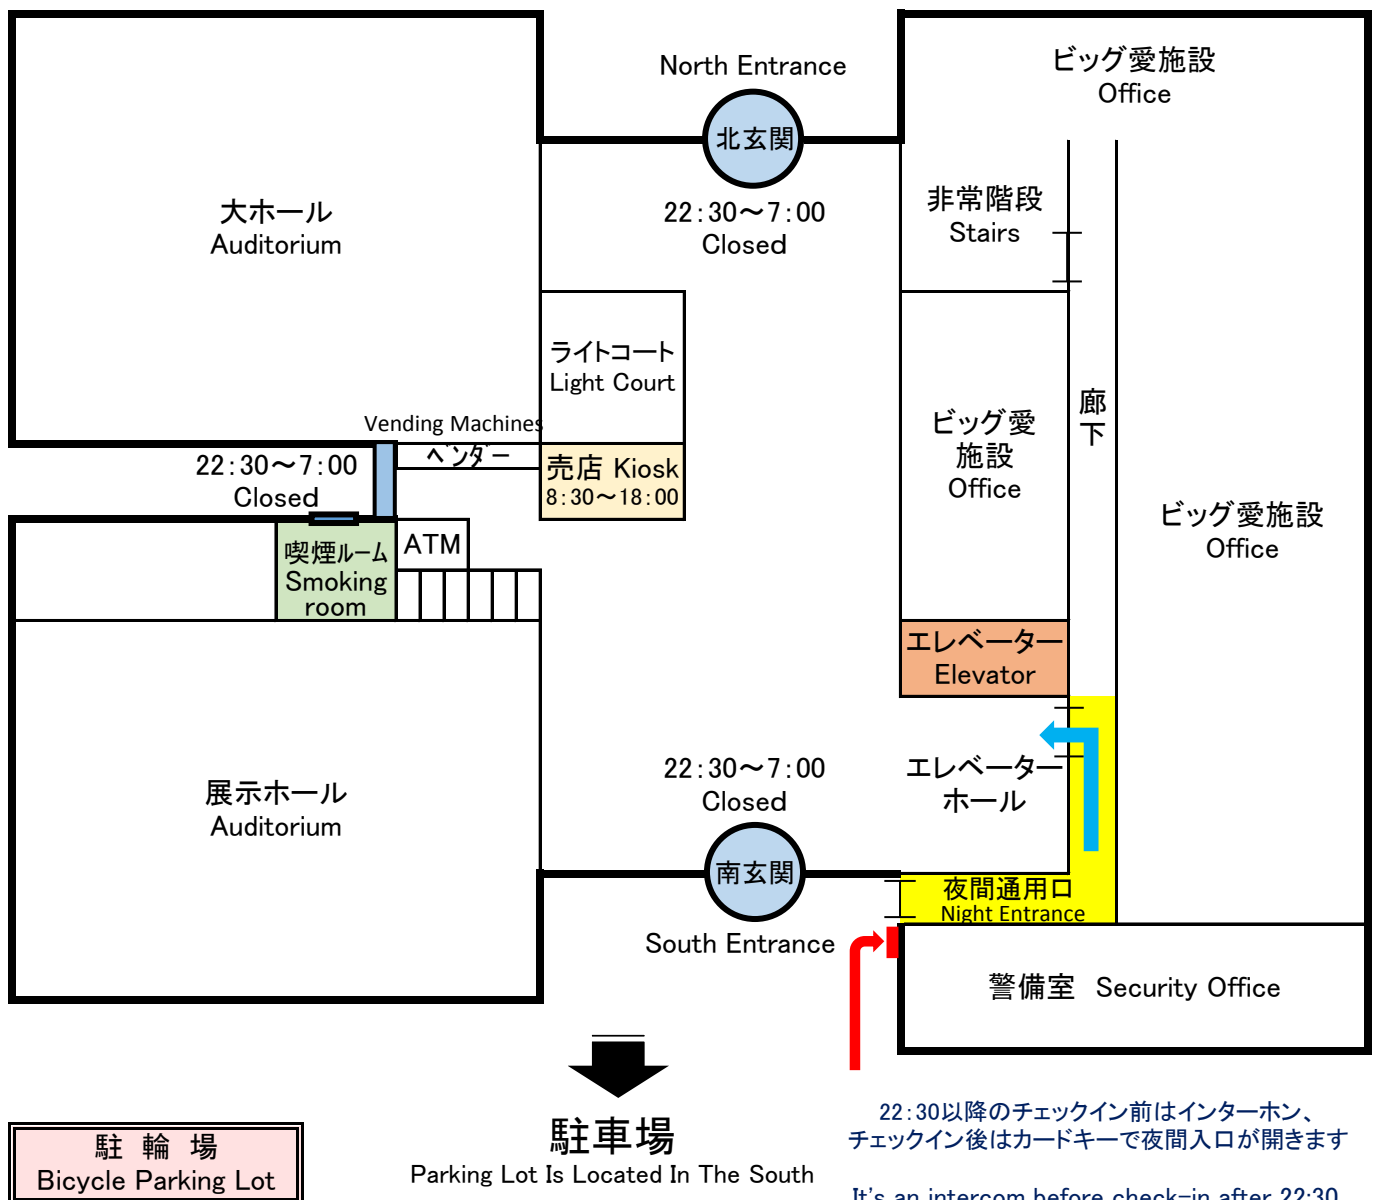 North Entrance
北玄関
22:30～7:00
Closed
ビッグ愛施設
Office
大ホール
Auditorium
非常階段
Stairs
ライトコート
Light Court
Vending Machines
ベンダー
22:30～7:00
Closed
売店 Kiosk
8:30～18:00
ビッグ愛
施設
Office
廊
下
ビッグ愛施設
Office
喫煙ルーム
Smoking
room
ATM
エレベーター
Elevator
展示ホール
Auditorium
22:30～7:00
Closed
エレベーター
ホール
南玄関
South Entrance
夜間通用口
Night Entrance
警備室 Security Office
駐車場
Parking Lot Is Located In The South
駐 輪 場
Bicycle Parking Lot
22:30以降のチェックイン前はインターホン、
チェックイン後はカードキーで夜間入口が開きます
It's an intercom before check-in after 22:30